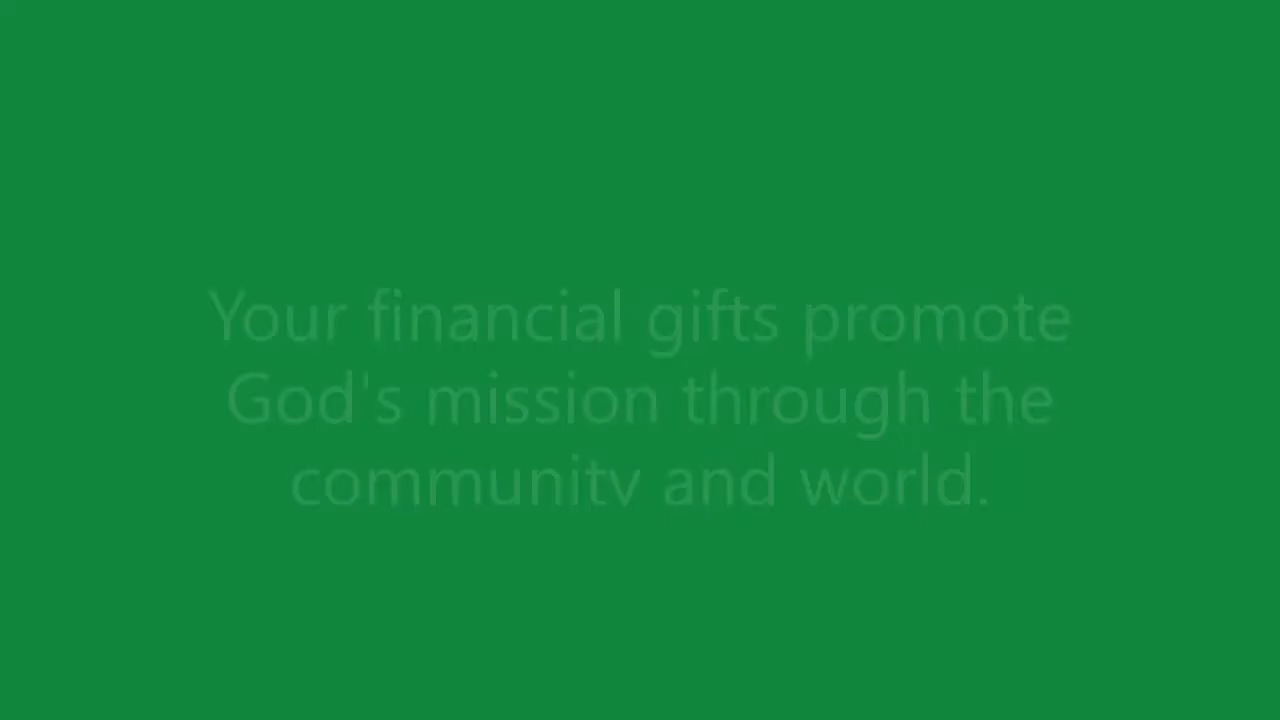 Your financial gifts promote
God's mission through the
community and world.